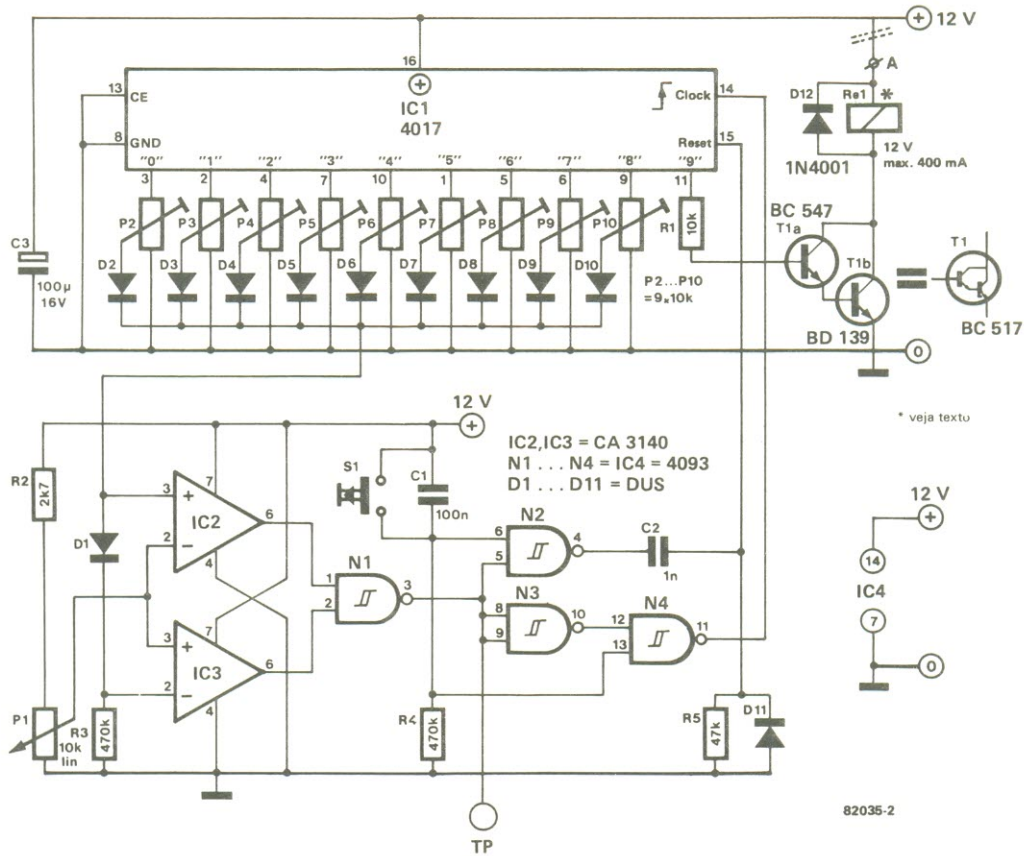 12 V
16
13
CE
IC1
4017
Clock
14
8
GND
Reset
15
"0" "1" "2" "3" "4" "5" "6" "7" "8" "9"
3 2 4 7 10 1 5 6 9 11
A
D12
Re1 *
12 V
max. 400 mA
1N4001
P2 P3 P4 P5 P6 P7 P8 P9 P10
R1
10k
BC 547
T1a
T1b
T1
BC 517
BD 139
C3
100µ
16V
D2 D3 D4 D5 D6 D7 D8 D9 D10
P2...P10
=9x10k
0
* veja texto
12 V
IC2,IC3 = CA 3140
N1 . . . N4 = IC4 = 4093
D1 . . . D11 = DUS
R2
2k7
S1
C1
100n
7
3
+
IC2
6
2
−
4
D1
N1
1
2
3
N2
6
5
4
C2
1n
N3
8
9
10
N4
12
13
11
7
3
+
IC3
6
2
−
4
P1
10k
lin
R3
470k
R4
470k
R5
47k
D11
12 V
14
IC4
7
0
TP
82035-2